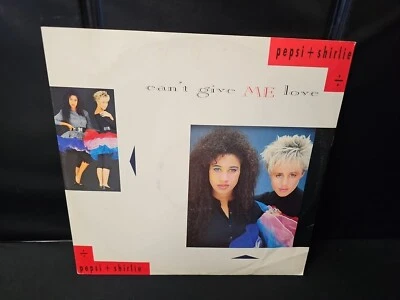 pepsi + shirlie
÷
can't give ME love
÷
pepsi + shirlie